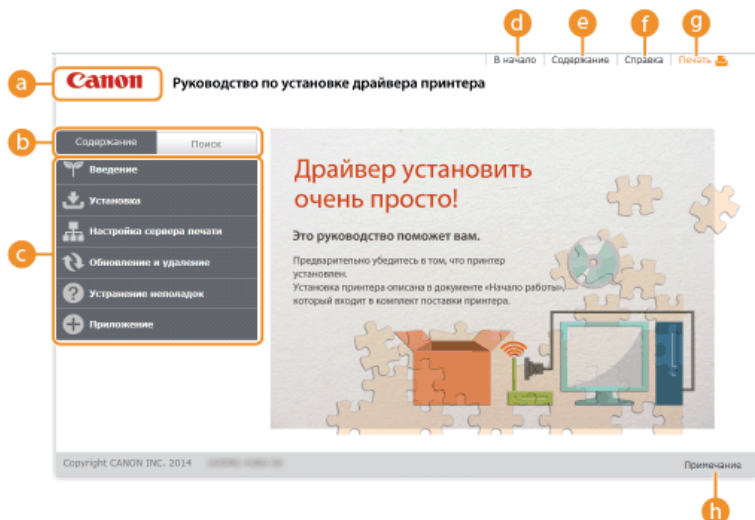 d e f g
В начало Содержание Справка Печать
a Canon Руководство по установке драйвера принтера
b Содержание Поиск
Введение
Установка
Настройка сервера печати
c Обновление и удаление
Устранение неполадок
Приложение
Драйвер установить
очень просто!
Это руководство поможет вам.
Предварительно убедитесь в том, что принтер
установлен.
Установка принтера описана в документе «Начало работы»,
который входит в комплект поставки принтера.
Copyright CANON INC. 2014
Примечание
h